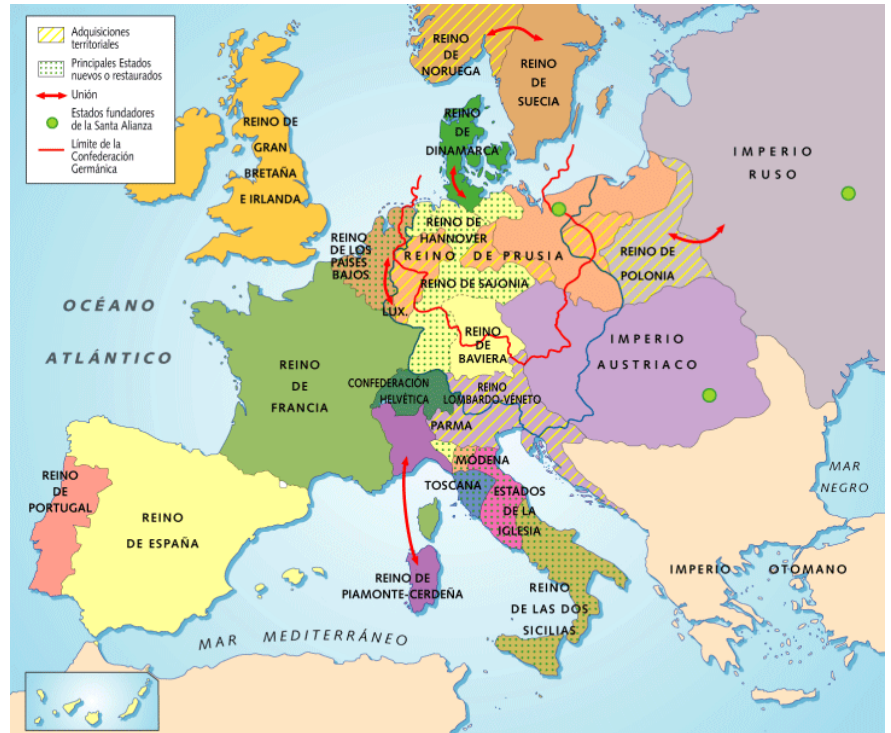 Adquisiciones
territoriales
Principales Estados
nuevos o restaurados
Unión
Estados fundadores
de la Santa Alianza
Límite de la
Confederación
Germánica
REINO
DE
NORUEGA
REINO
DE
SUECIA
REINO
DE
DINAMARCA
REINO DE
GRAN
BRETAÑA
E IRLANDA
IMPERIO
RUSO
REINO DE
HANNOVER
REINO
DE LOS
PAÍSES
BAJOS
REINO DE PRUSIA
REINO DE
POLONIA
REINO DE SAJONIA
LUX.
OCÉANO
ATLÁNTICO
REINO
DE
BAVIERA
IMPERIO
AUSTRIACO
REINO
DE
FRANCIA
CONFEDERACIÓN
HELVÉTICA
REINO
LOMBARDO-VÉNETO
PARMA
MÓDENA
TOSCANA
ESTADOS
DE LA
IGLESIA
MAR
NEGRO
REINO
DE
PORTUGAL
REINO
DE ESPAÑA
REINO DE
PIAMONTE-CERDEÑA
REINO
DE LAS DOS
SICILIAS
IMPERIO OTOMANO
MAR MEDITERRÁNEO